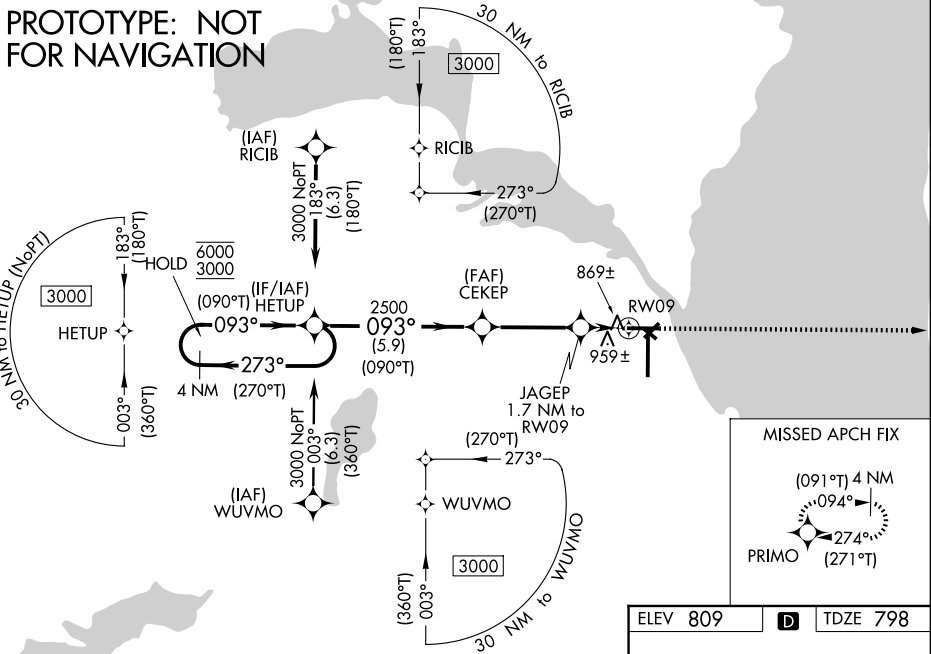 PROTOTYPE: NOT
FOR NAVIGATION
30 NM to RICIB
(180°T)
183°
3000
RICIB
273°
(270°T)
(IAF)
RICIB
3000 NoPT
183°
(6.3)
(180°T)
30 NM to HETUP (NoPT)
183°
(180°T)
3000
HETUP
003°
(360°T)
HOLD
6000
3000
(090°T)
093°
(IF/IAF)
HETUP
273°
(270°T)
4 NM
2500
093°
(5.9)
(090°T)
(FAF)
CEKEP
869±
RW09
959±
JAGEP
1.7 NM to
RW09
3000 NoPT
003°
(6.3)
(360°T)
(IAF)
WUVMO
(270°T)
273°
WUVMO
3000
(360°T)
003°
30 NM to WUVMO
MISSED APCH FIX
(091°T) 4 NM
094°
274°
(271°T)
PRIMO
ELEV 809
D
TDZE 798